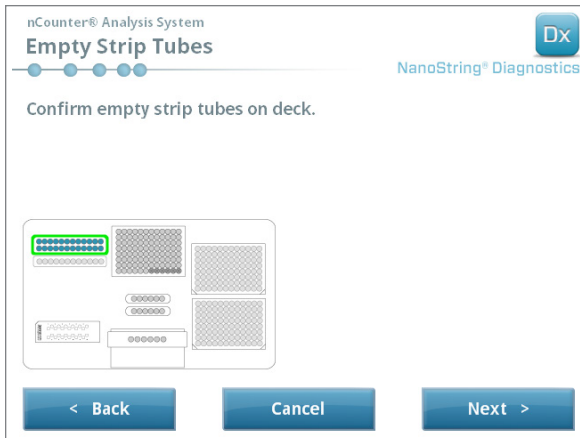 nCounter® Analysis System
Empty Strip Tubes
Dx
NanoString® Diagnostics
Confirm empty strip tubes on deck.
< Back
Cancel
Next >